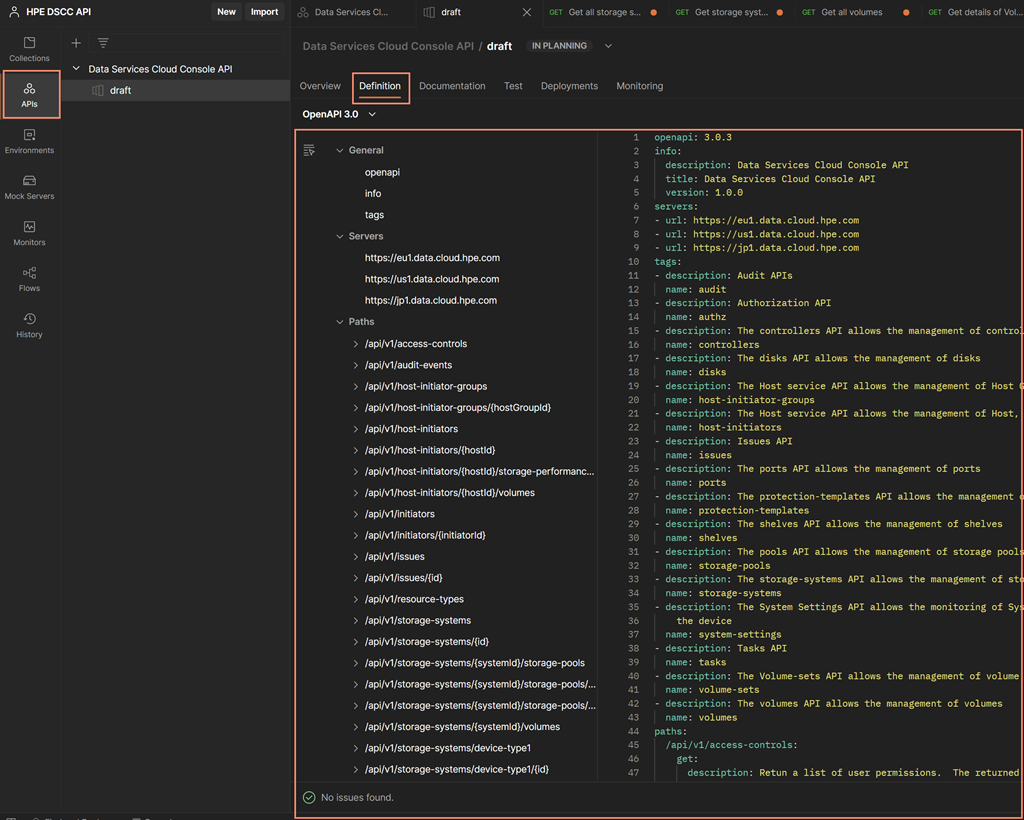 HPE DSCC API
New
Import
Data Services Cl...
draft
GET Get all storage s...
GET Get storage syst...
GET Get all volumes
GET Get details of Vol...
Collections
APIs
Environments
Mock Servers
Monitors
Flows
History
Data Services Cloud Console API
draft
Data Services Cloud Console API / draft IN PLANNING
Overview Definition Documentation Test Deployments Monitoring
OpenAPI 3.0
General
openapi
info
tags
Servers
https://eu1.data.cloud.hpe.com
https://us1.data.cloud.hpe.com
https://jp1.data.cloud.hpe.com
Paths
/api/v1/access-controls
/api/v1/audit-events
/api/v1/host-initiator-groups
/api/v1/host-initiator-groups/{hostGroupId}
/api/v1/host-initiators
/api/v1/host-initiators/{hostId}
/api/v1/host-initiators/{hostId}/storage-performanc...
/api/v1/host-initiators/{hostId}/volumes
/api/v1/initiators
/api/v1/initiators/{initiatorId}
/api/v1/issues
/api/v1/issues/{id}
/api/v1/resource-types
/api/v1/storage-systems
/api/v1/storage-systems/{id}
/api/v1/storage-systems/{systemId}/storage-pools
/api/v1/storage-systems/{systemId}/storage-pools/...
/api/v1/storage-systems/{systemId}/storage-pools/...
/api/v1/storage-systems/{systemId}/volumes
/api/v1/storage-systems/device-type1
/api/v1/storage-systems/device-type1/{id}
1 openapi: 3.0.3
2 info:
3 description: Data Services Cloud Console API
4 title: Data Services Cloud Console API
5 version: 1.0.0
6 servers:
7 - url: https://eu1.data.cloud.hpe.com
8 - url: https://us1.data.cloud.hpe.com
9 - url: https://jp1.data.cloud.hpe.com
10 tags:
11 - description: Audit APIs
12 name: audit
13 - description: Authorization API
14 name: authz
15 - description: The controllers API allows the management of control
16 name: controllers
17 - description: The disks API allows the management of disks
18 name: disks
19 - description: The Host service API allows the management of Host G
20 name: host-initiator-groups
21 - description: The Host service API allows the management of Host,
22 name: host-initiators
23 - description: Issues API
24 name: issues
25 - description: The ports API allows the management of ports
26 name: ports
27 - description: The protection-templates API allows the management o
28 name: protection-templates
29 - description: The shelves API allows the management of shelves
30 name: shelves
31 - description: The pools API allows the management of storage pools
32 name: storage-pools
33 - description: The storage-systems API allows the management of sto
34 name: storage-systems
35 - description: The System Settings API allows the monitoring of Sys
36 the device
37 name: system-settings
38 - description: Tasks API
39 name: tasks
40 - description: The Volume-sets API allows the management of volume
41 name: volume-sets
42 - description: The volumes API allows the management of volumes
43 name: volumes
44 paths:
45 /api/v1/access-controls:
46 get:
47 description: Retun a list of user permissions. The returned
No issues found.